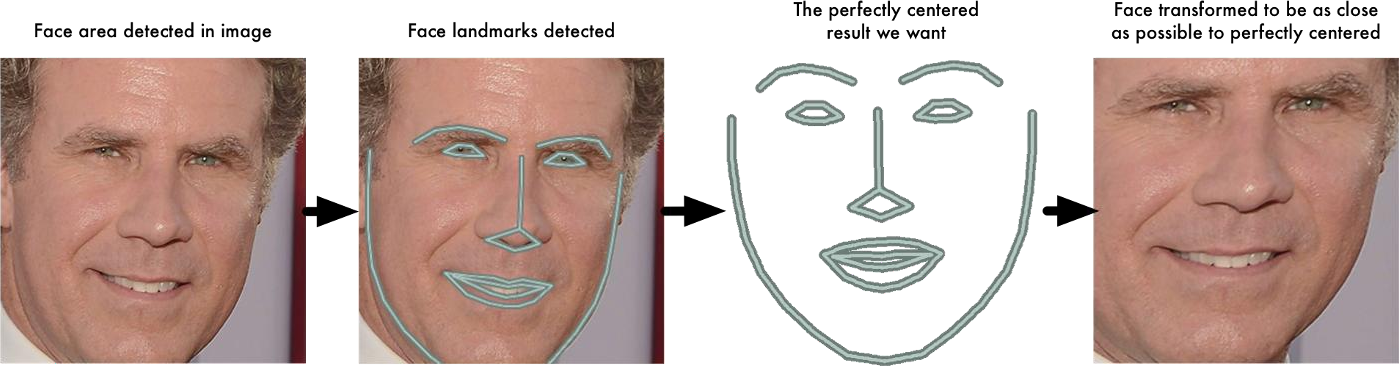 Face area detected in image
Face landmarks detected
The perfectly centered
result we want
Face transformed to be as close
as possible to perfectly centered